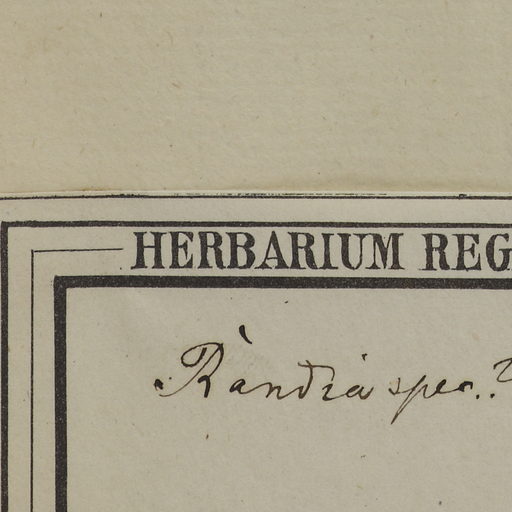 HERBARIUM REG
Randia spec.?